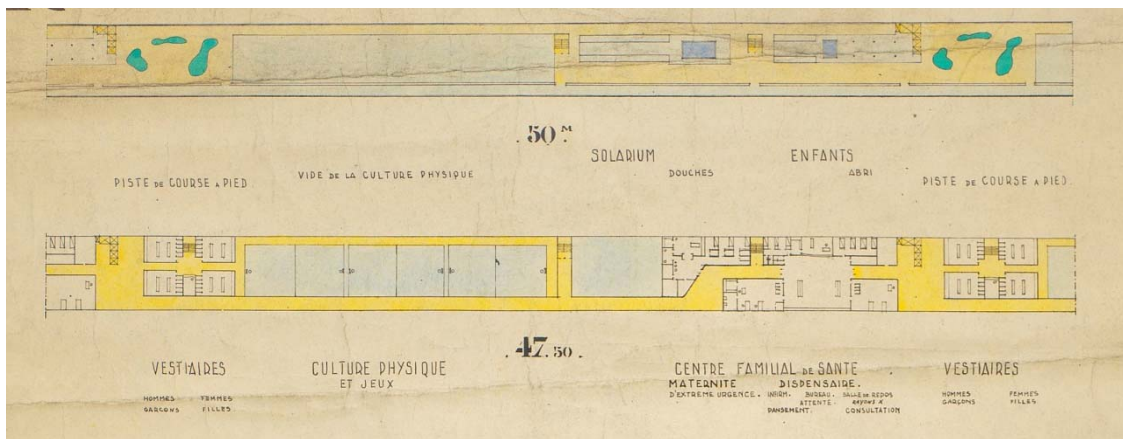 . 50 M .
SOLARIUM ENFANTS
DOUCHES ABRI
PISTE DE COURSE A PIED. VIDE DE LA CULTURE PHYSIQUE PISTE DE COURSE A PIED.
. 47.50 .
VESTIAIRES CULTURE PHYSIQUE CENTRE FAMILIAL DE SANTE VESTIAIRES
ET JEUX MATERNITE DISPENSAIRE.
D'EXTREME URGENCE. INFIRM. BUREAU. SALLE DE REPOS
HOMMES FEMMES ATTENTE. RAYONS X HOMMES FEMMES
GARÇONS FILLES. PANSEMENT. CONSULTATION GARÇONS FILLES